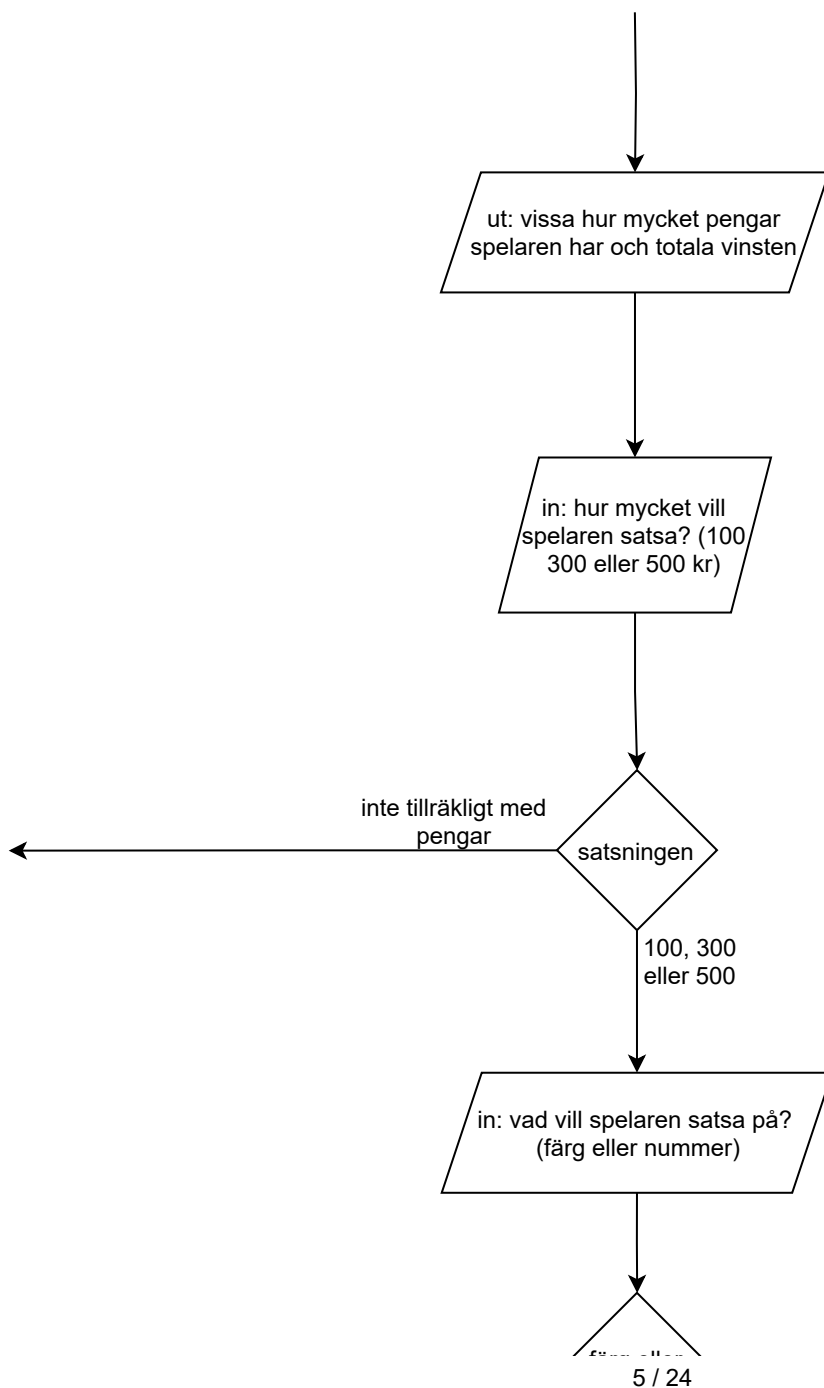 ut: vissa hur mycket pengar
spelaren har och totala vinsten
in: hur mycket vill
spelaren satsa? (100
300 eller 500 kr)
inte tillräkligt med
pengar
satsningen
100, 300
eller 500
in: vad vill spelaren satsa på?
(färg eller nummer)
färg eller
5 / 24